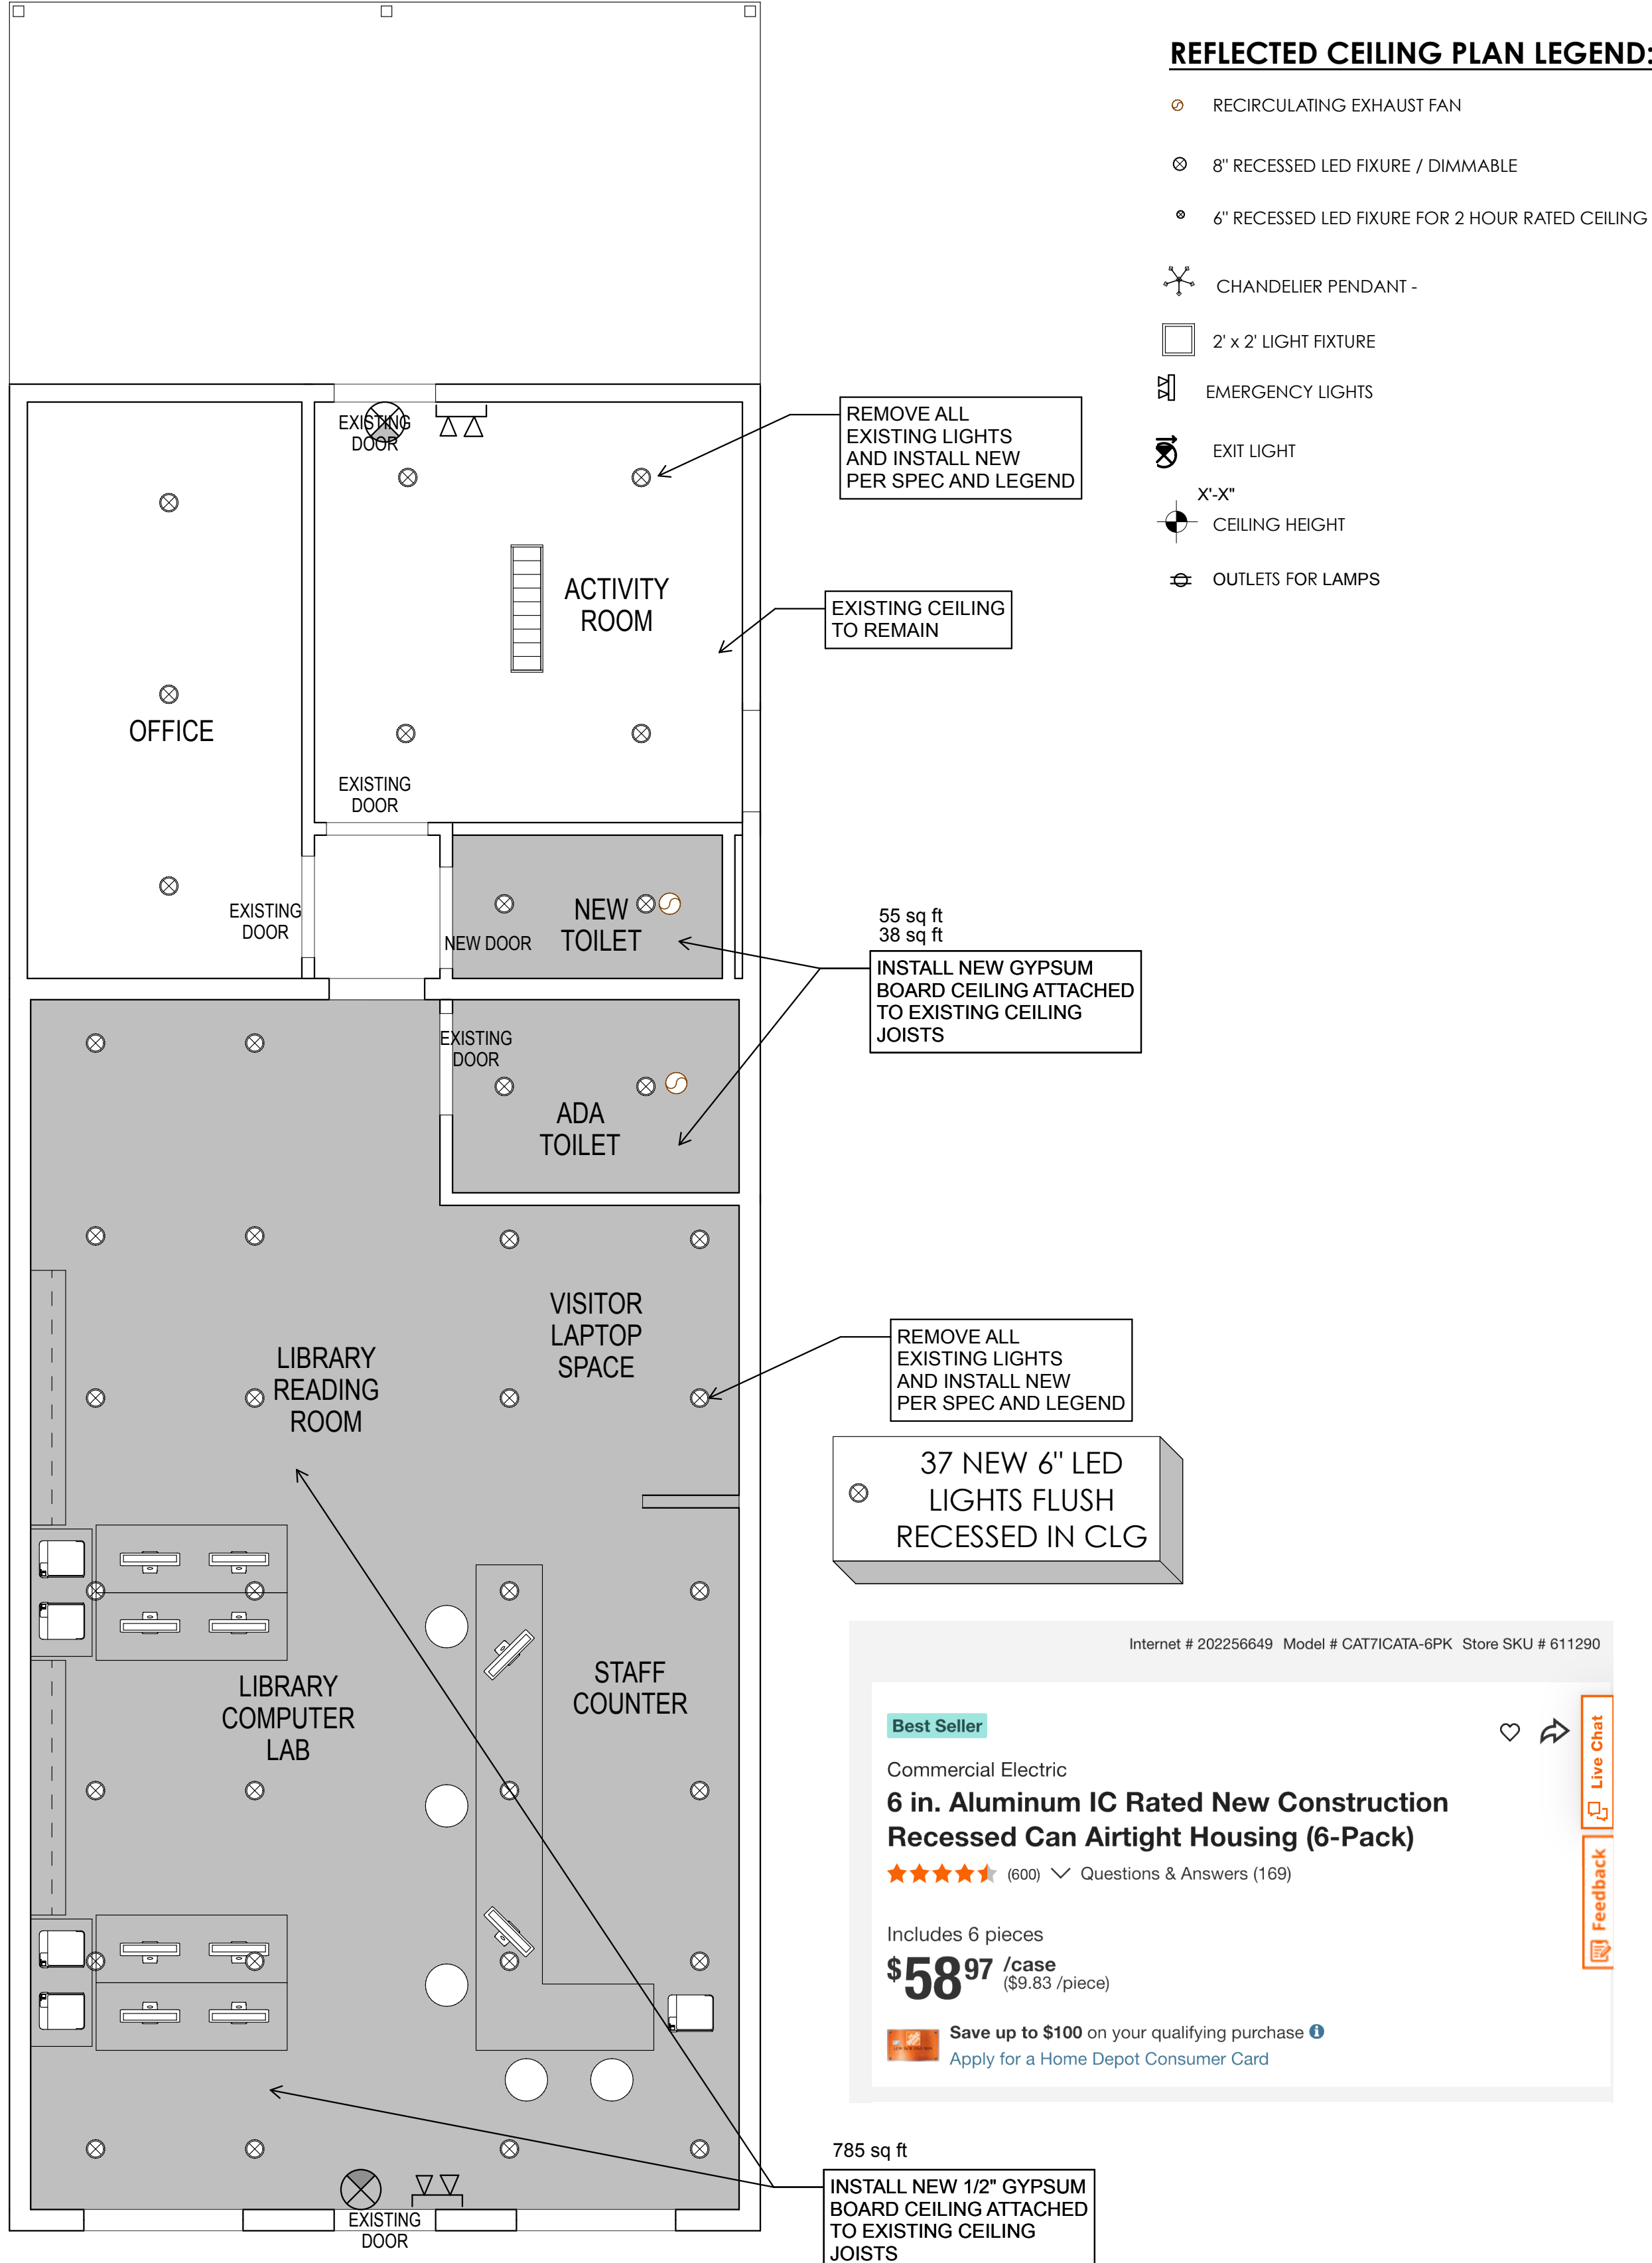 REFLECTED CEILING PLAN LEGEND:
RECIRCULATING EXHAUST FAN
8" RECESSED LED FIXTURE / DIMMABLE
6" RECESSED LED FIXTURE FOR 2 HOUR RATED CEILING
CHANDELIER PENDANT -
2' x 2' LIGHT FIXTURE
EMERGENCY LIGHTS
EXIT LIGHT
X'-X"
CEILING HEIGHT
OUTLETS FOR LAMPS
EXISTING
DOOR
REMOVE ALL
EXISTING LIGHTS
AND INSTALL NEW
PER SPEC AND LEGEND
ACTIVITY
ROOM
EXISTING CEILING
TO REMAIN
OFFICE
EXISTING
DOOR
EXISTING
DOOR
NEW DOOR
NEW
TOILET
55 sq ft
38 sq ft
INSTALL NEW GYPSUM
BOARD CEILING ATTACHED
TO EXISTING CEILING
JOISTS
EXISTING
DOOR
ADA
TOILET
VISITOR
LAPTOP
SPACE
LIBRARY
READING
ROOM
REMOVE ALL
EXISTING LIGHTS
AND INSTALL NEW
PER SPEC AND LEGEND
37 NEW 6" LED
LIGHTS FLUSH
RECESSED IN CLG
STAFF
COUNTER
LIBRARY
COMPUTER
LAB
Internet # 202256649 Model # CAT7ICATA-6PK Store SKU # 611290
Best Seller
Commercial Electric
6 in. Aluminum IC Rated New Construction
Recessed Can Airtight Housing (6-Pack)
(600) Questions & Answers (169)
Includes 6 pieces
$58 97 /case
($9.83 /piece)
Save up to $100 on your qualifying purchase
Apply for a Home Depot Consumer Card
Live Chat
Feedback
785 sq ft
INSTALL NEW 1/2" GYPSUM
BOARD CEILING ATTACHED
TO EXISTING CEILING
JOISTS
EXISTING
DOOR